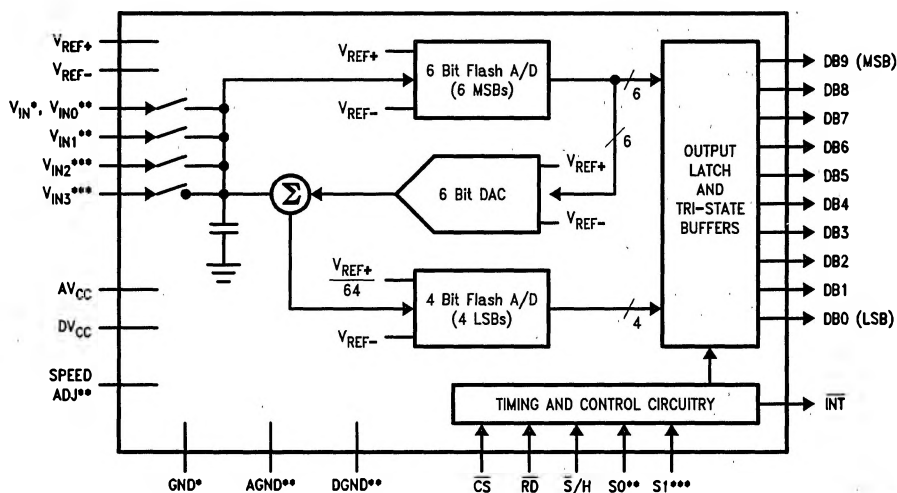 VREF+
VREF-
VIN*, VIN0**
VIN1**
VIN2***
VIN3***
AVCC
DVCC
SPEED
ADJ**
GND*
AGND**
DGND**
VREF+
VREF-
6 Bit Flash A/D
(6 MSBs)
6
6
Σ
6 Bit DAC
VREF+
VREF-
VREF+
64
VREF-
4 Bit Flash A/D
(4 LSBs)
4
OUTPUT
LATCH
AND
TRI-STATE
BUFFERS
DB9 (MSB)
DB8
DB7
DB6
DB5
DB4
DB3
DB2
DB1
DB0 (LSB)
TIMING AND CONTROL CIRCUITRY
I̅N̅T̅
C̅S̅
R̅D̅
S̅/H
S0**
S1***